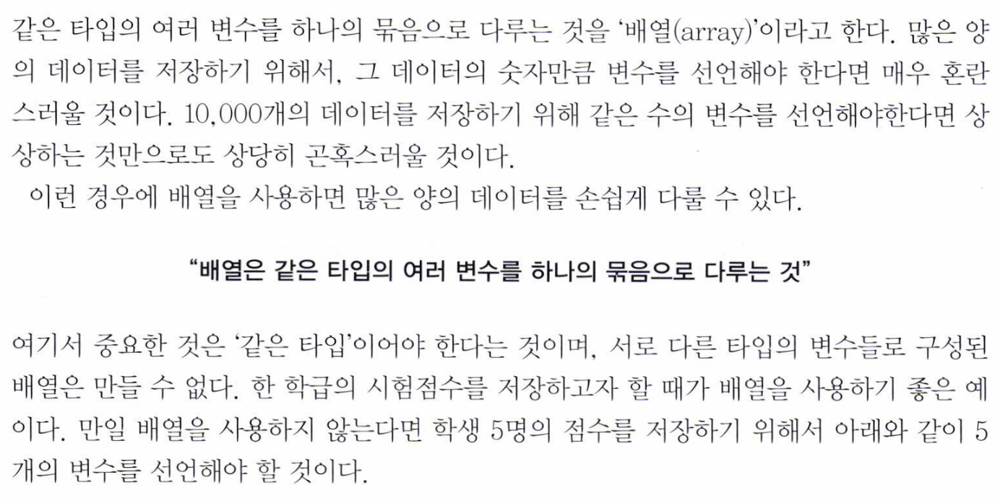 같은 타입의 여러 변수를 하나의 묶음으로 다루는 것을 ‘배열(array)’이라고 한다. 많은 양
의 데이터를 저장하기 위해서, 그 데이터의 숫자만큼 변수를 선언해야 한다면 매우 혼란
스러울 것이다. 10,000개의 데이터를 저장하기 위해 같은 수의 변수를 선언해야한다면 상
상하는 것만으로도 상당히 곤혹스러울 것이다.
이런 경우에 배열을 사용하면 많은 양의 데이터를 손쉽게 다룰 수 있다.
“배열은 같은 타입의 여러 변수를 하나의 묶음으로 다루는 것”
여기서 중요한 것은 ‘같은 타입’이어야 한다는 것이며, 서로 다른 타입의 변수들로 구성된
배열은 만들 수 없다. 한 학급의 시험점수를 저장하고자 할 때가 배열을 사용하기 좋은 예
이다. 만일 배열을 사용하지 않는다면 학생 5명의 점수를 저장하기 위해서 아래와 같이 5
개의 변수를 선언해야 할 것이다.